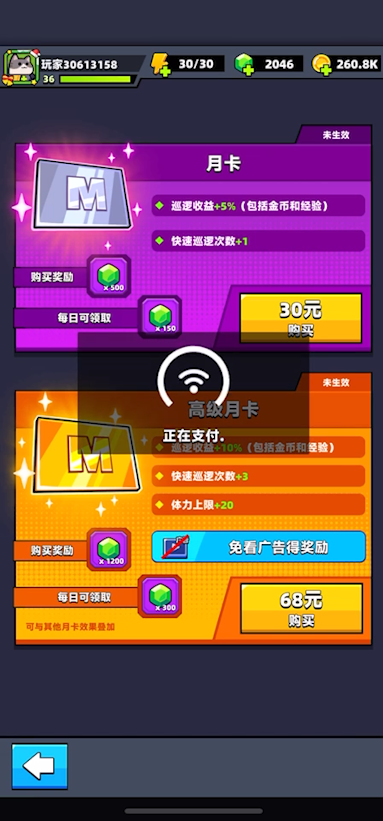 玩家30613158
36
30/30
2046
260.8K
未生效
月卡
M
巡逻收益+5%（包括金币和经验）
快速巡逻次数+1
购买奖励
x 500
每日可领取
x 150
30元
购买
未生效
正在支付.
高级月卡
M
巡逻收益+10%（包括金币和经验）
快速巡逻次数+3
体力上限+20
购买奖励
x 1200
免看广告得奖励
每日可领取
x 300
68元
购买
可与其他月卡效果叠加